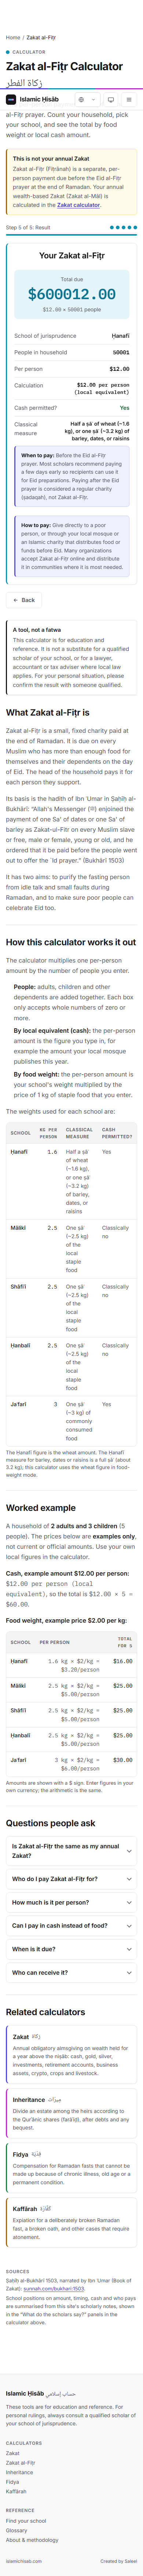 Home / Zakat al-Fiṭr
CALCULATOR
Zakat al-Fiṭr Calculator
زكاة الفطر
Islamic Ḥisāb
al-Fiṭr prayer. Count your household, pick
your school, and see the total to pay by
weight or local cash amount.
This is not your annual Zakat
Zakat al-Fiṭr (Fiṭrānah) is a separate, per-
person payment due before the Eid al-Fiṭr
prayer at the end of Ramadan. Your annual
wealth-based Zakat (Zakat al-Māl) is
calculated in the Zakat calculator.
Step 5 of 5: Result
Your Zakat al-Fiṭr
Total due
$600012.00
$12.00 × 50001 people
School of jurisprudence Ḥanafī
People in household 50001
Per person $12.00
Calculation $12.00 per person
(local equivalent)
Cash permitted? Yes
Classical measure Half a ṣāʿ of wheat (~1.6
kg), or one ṣāʿ (~3.2 kg) of
barley, dates, or raisins
When to pay: Before the Eid al-Fiṭr
prayer. Most scholars recommend paying
a few days early so recipients can use it
for Eid preparations. Paying after the Eid
prayer is considered a regular charity
(ṣadaqah), not Zakat al-Fiṭr.
How to pay: Give directly to a poor
person, or through your local mosque or
an Islamic charity that distributes food or
funds before Eid. Many organisations
accept Zakat al-Fiṭr online and distribute
it in communities where it is most needed.
← Back
A tool, not a fatwa
This calculator is for education and
reference. It is not a substitute for a qualified
scholar of your school, or for a lawyer,
accountant or tax adviser where local law
applies. For your personal situation, please
confirm the result with someone qualified.
What Zakat al-Fiṭr is
Zakat al-Fiṭr is a small, fixed charity paid at
the end of Ramadan. It is due on every
Muslim who has more than enough food for
themselves and their dependents on the day
of Eid. The head of the household pays it for
each person they support.
Its basis is the hadith of Ibn ʿUmar in Ṣaḥīḥ al-
Bukhārī: "Allah's Messenger (ﷺ) enjoined the
payment of one Sa' of dates or one Sa' of
barley as Zakat-ul-Fitr on every Muslim slave
or free, male or female, young or old, and he
ordered that it be paid before the people went
out to offer the `Id prayer." (Bukhārī 1503)
It has two aims: to purify the fasting person
from idle talk and small faults during
Ramadan, and to make sure poor people can
celebrate Eid too.
How this calculator works it out
The calculator multiplies one per-person
amount by the number of people you enter.
People: adults, children and other
dependents are added together. Each box
only accepts whole numbers of zero or
more.
By local equivalent (cash): the per-person
amount is the figure you type in, for
example the amount your local mosque
publishes this year.
By food weight: the per-person amount is
your school's weight multiplied by the
price of 1 kg of staple food that you enter.
The weights used for each school are:
SCHOOL KG PER PERSON CLASSICAL MEASURE CASH PERMITTED?
Ḥanafī 1.6 Half a ṣāʿ of wheat (~1.6 kg), or one ṣāʿ (~3.2 kg) of barley, dates, or raisins Yes
Mālikī 2.5 One ṣāʿ (~2.5 kg) of the local staple food Classically no
Shāfiʿī 2.5 One ṣāʿ (~2.5 kg) of the local staple food Classically no
Ḥanbalī 2.5 One ṣāʿ (~2.5 kg) of the local staple food Classically no
Jaʿfarī 3 One ṣāʿ (~3 kg) of commonly consumed food Yes
The Ḥanafī figure is the wheat amount. The Ḥanafī
measure for barley, dates or raisins is a full ṣāʿ (about
3.2 kg); this calculator uses the wheat figure in food-
weight mode.
Worked example
A household of 2 adults and 3 children (5
people). The prices below are examples only,
not current or official amounts. Use your own
local figures in the calculator.
Cash, example amount $12.00 per person:
$12.00 per person (local
equivalent), so the total is $12.00 × 5 =
$60.00.
Food weight, example price $2.00 per kg:
SCHOOL PER PERSON TOTAL FOR 5
Ḥanafī 1.6 kg × $2/kg = $3.20/person $16.00
Mālikī 2.5 kg × $2/kg = $5.00/person $25.00
Shāfiʿī 2.5 kg × $2/kg = $5.00/person $25.00
Ḥanbalī 2.5 kg × $2/kg = $5.00/person $25.00
Jaʿfarī 3 kg × $2/kg = $6.00/person $30.00
Amounts are shown with a $ sign. Enter figures in your
own currency; the arithmetic is the same.
Questions people ask
Is Zakat al-Fiṭr the same as my annual
Zakat?
Who do I pay Zakat al-Fiṭr for?
How much is it per person?
Can I pay in cash instead of food?
When is it due?
Who can receive it?
Related calculators
Zakat زكاة
Annual obligatory almsgiving on wealth held for
a year above the niṣāb: cash, gold, silver,
investments, retirement accounts, business
assets, crypto, crops and livestock.
Inheritance ميراث
Divide an estate among the heirs according to
the Qurʾānic shares (farāʾiḍ), after debts and any
bequest.
Fidya فدية
Compensation for Ramadan fasts that cannot be
made up because of chronic illness, old age or a
permanent condition.
Kaffārah كفّارة
Expiation for a deliberately broken Ramadan
fast, a broken oath, and other cases that require
atonement.
SOURCES
Ṣaḥīḥ al-Bukhārī 1503, narrated by Ibn ʿUmar (Book of
Zakat): sunnah.com/bukhari:1503.
School positions on amount, timing, cash and who pays
are summarised from this site's scholarly notes, shown
in the "What do the scholars say?" panels in the
calculator above.
Islamic Ḥisāb حساب إسلامي
These tools are for education and reference. For
personal rulings, always consult a qualified scholar of
your school of jurisprudence.
CALCULATORS
Zakat
Zakat al-Fiṭr
Inheritance
Fidya
Kaffārah
REFERENCE
Find your school
Glossary
About & methodology
islamichisab.com Created by Saleel